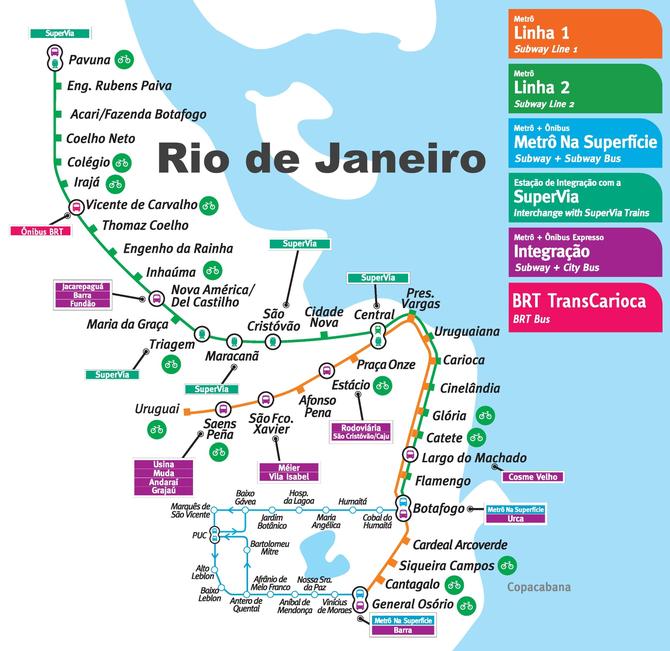 SuperVia
Pavuna
Eng. Rubens Paiva
Acari/Fazenda Botafogo
Coelho Neto
Colégio
Irajá
Vicente de Carvalho
Ônibus BRT
Thomaz Coelho
Engenho da Rainha
Inhaúma
Jacarepaguá
Barra
Fundão
Nova América/
Del Castilho
Maria da Graça
Triagem
SuperVia
Maracanã
SuperVia
São
Cristóvão
SuperVia
Cidade
Nova
Central
SuperVia
Pres.
Vargas
Rio de Janeiro
Metrô
Linha 1
Subway Line 1
Metrô
Linha 2
Subway Line 2
Metrô + Ônibus
Metrô Na Superfície
Subway + Subway Bus
Estação de Integração com a
SuperVia
Interchange with SuperVia Trains
Metrô + Ônibus Expresso
Integração
Subway + City Bus
BRT TransCarioca
BRT Bus
Uruguaiana
Carioca
Cinelândia
Glória
Catete
Largo do Machado
Cosme Velho
Flamengo
Botafogo
Metrô Na Superfície
Urca
Praça Onze
Estácio
Rodoviária
São Cristóvão/Caju
Afonso
Pena
São Fco.
Xavier
Méier
Vila Isabel
Saens
Peña
Usina
Muda
Andaraí
Grajaú
Uruguai
Cardeal Arcoverde
Siqueira Campos
Cantagalo
General Osório
Metrô Na Superfície
Barra
Copacabana
Marquês de
São Vicente
Baixo
Gávea
Hosp.
da Lagoa
Humaitá
Jardim
Botânico
Maria
Angélica
Cobal do
Humaitá
PUC
Bartolomeu
Mitre
Alto
Leblon
Baixo
Leblon
Afrânio de
Melo Franco
Nossa Sra.
da Paz
Antero de
Quental
Aníbal de
Mendonça
Vinícius
de Moraes